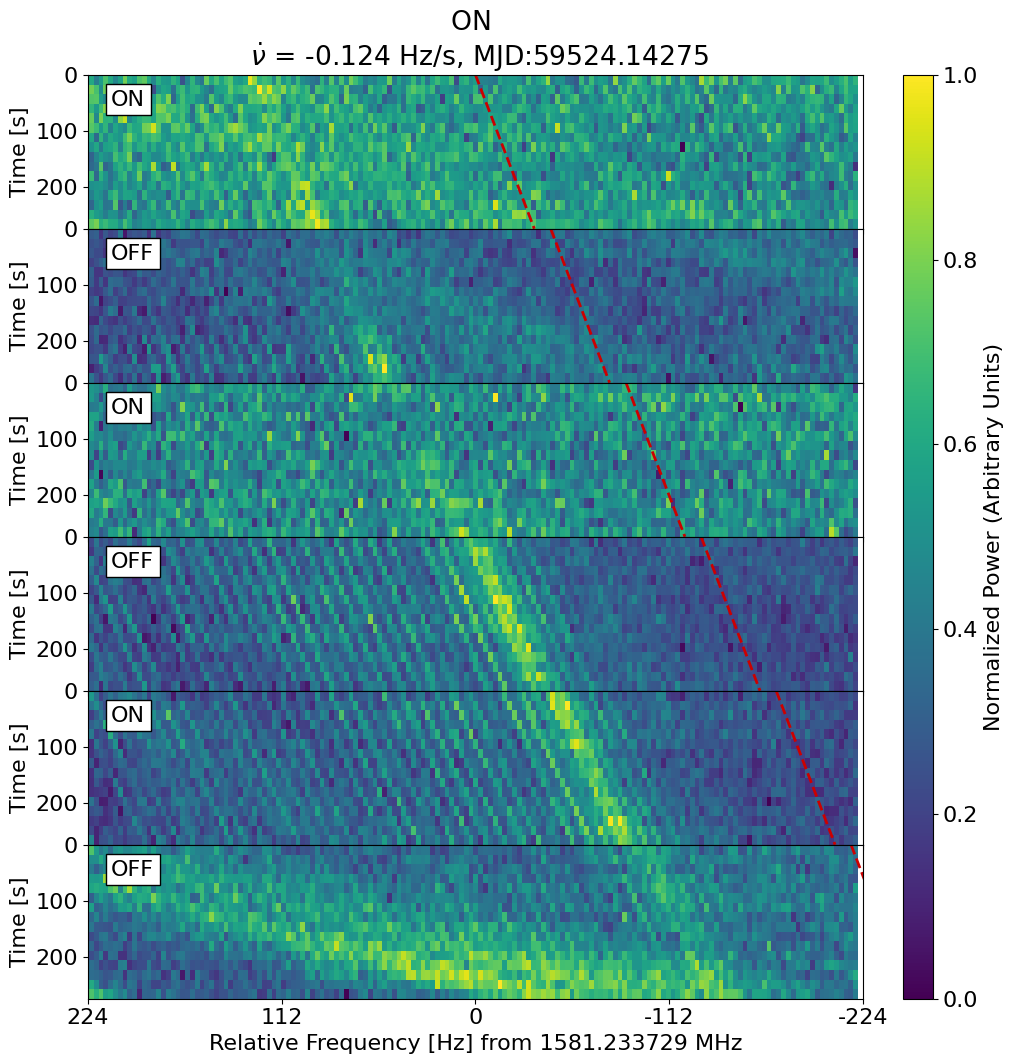 ON
ν̇ = -0.124 Hz/s, MJD:59524.14275
0
ON
100
Time [s]
200
0
OFF
100
Time [s]
200
0
ON
100
Time [s]
200
0
OFF
100
Time [s]
200
0
ON
100
Time [s]
200
0
OFF
100
Time [s]
200
224 112 0 -112 -224
Relative Frequency [Hz] from 1581.233729 MHz
1.0
0.8
0.6
0.4
0.2
0.0
Normalized Power (Arbitrary Units)